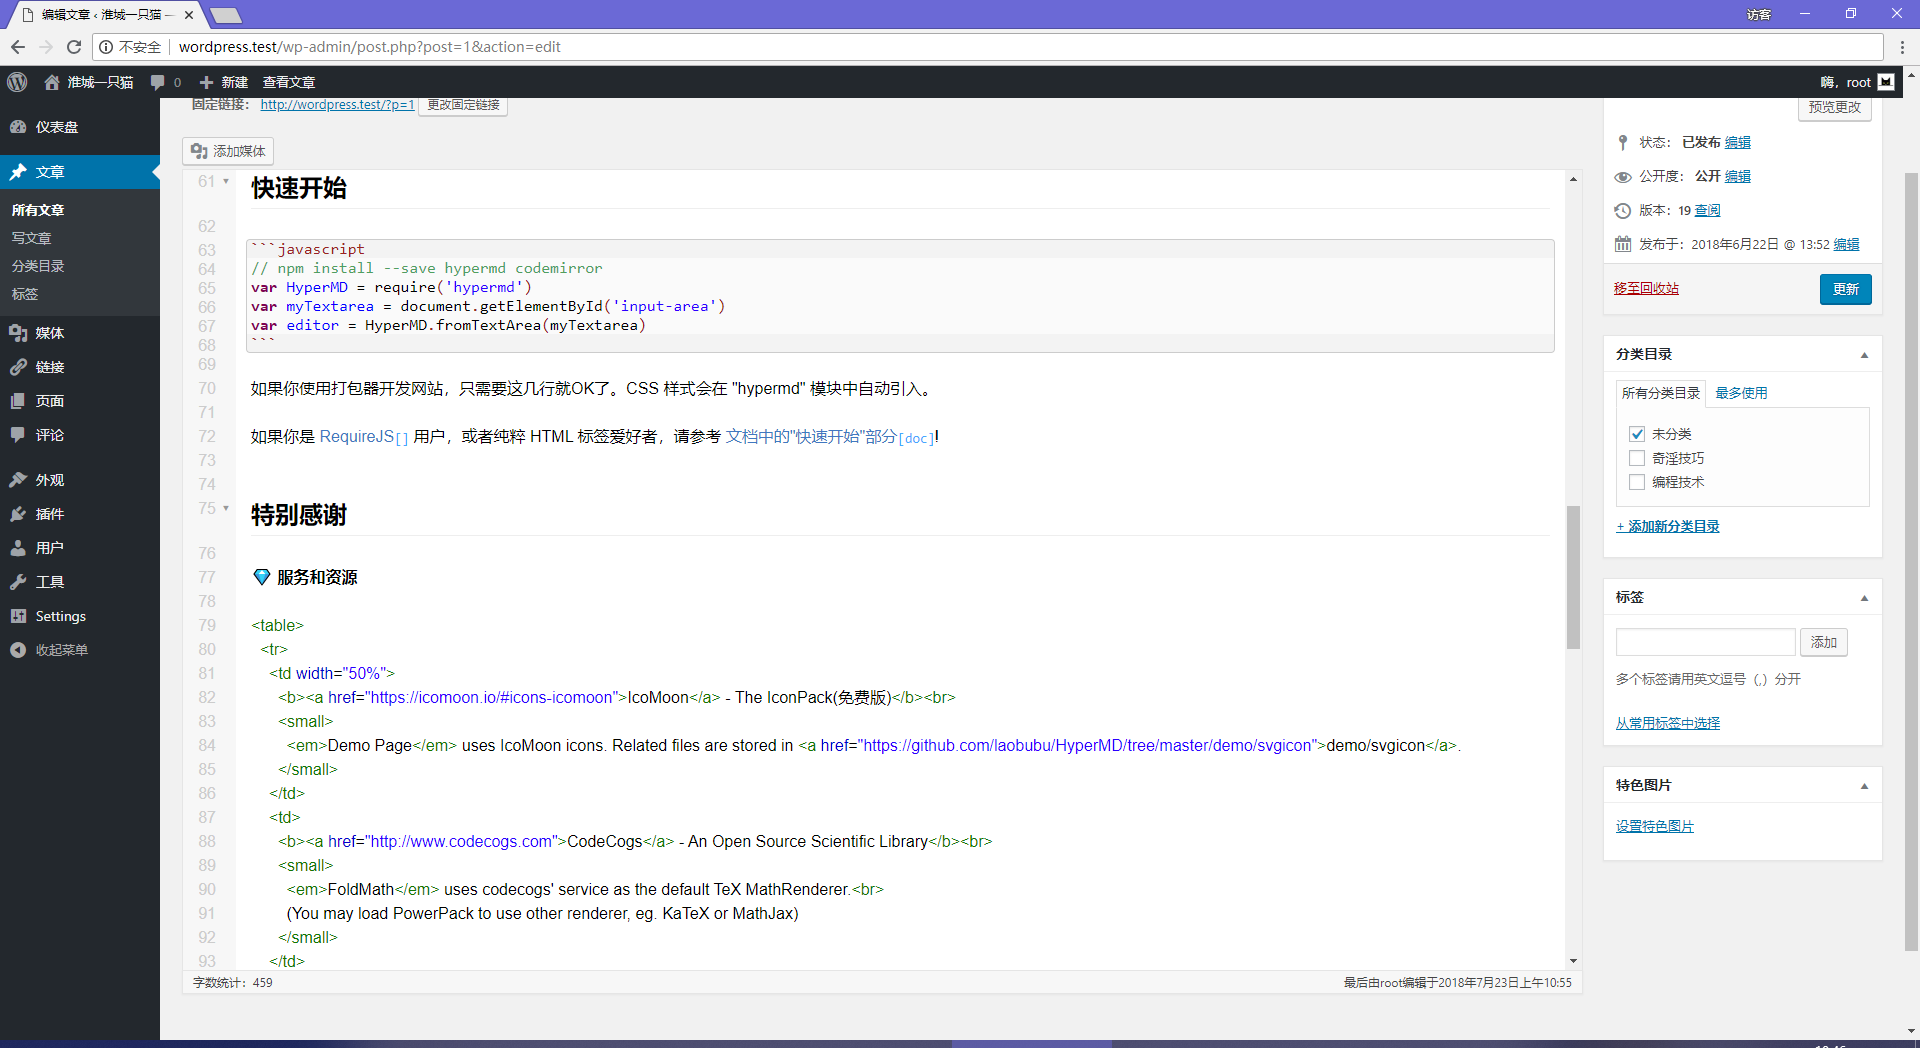 编辑文章 ‹ 淮城一只猫 —
访客
不安全 wordpress.test/wp-admin/post.php?post=1&action=edit
淮城一只猫 0 新建 查看文章 嗨，root
固定链接： http://wordpress.test/?p=1 更改固定链接
添加媒体
仪表盘
文章
所有文章
写文章
分类目录
标签
媒体
链接
页面
评论
外观
插件
用户
工具
Settings
收起菜单
61 快速开始
62
63 ```javascript
64 // npm install --save hypermd codemirror
65 var HyperMD = require('hypermd')
66 var myTextarea = document.getElementById('input-area')
67 var editor = HyperMD.fromTextArea(myTextarea)
68 ```
69
70 如果你使用打包器开发网站，只需要这几行就OK了。CSS 样式会在 "hypermd" 模块中自动引入。
71
72 如果你是 RequireJS[] 用户，或者纯粹 HTML 标签爱好者，请参考 文档中的"快速开始"部分[doc]!
73
74
75 特别感谢
76
77 💎 服务和资源
78
79 <table>
80 <tr>
81 <td width="50%">
82 <b><a href="https://icomoon.io/#icons-icomoon">IcoMoon</a> - The IconPack(免费版)</b><br>
83 <small>
84 <em>Demo Page</em> uses IcoMoon icons. Related files are stored in <a href="https://github.com/laobubu/HyperMD/tree/master/demo/svgicon">demo/svgicon</a>.
85 </small>
86 </td>
87 <td>
88 <b><a href="http://www.codecogs.com">CodeCogs</a> - An Open Source Scientific Library</b><br>
89 <small>
90 <em>FoldMath</em> uses codecogs' service as the default TeX MathRenderer.<br>
91 (You may load PowerPack to use other renderer, eg. KaTeX or MathJax)
92 </small>
93 </td>
字数统计：459 最后由root编辑于2018年7月23日上午10:55
预览更改
状态： 已发布 编辑
公开度： 公开 编辑
版本：19 查阅
发布于：2018年6月22日 @ 13:52 编辑
移至回收站 更新
分类目录
所有分类目录 最多使用
未分类
奇淫技巧
编程技术
+ 添加新分类目录
标签
添加
多个标签请用英文逗号（,）分开
从常用标签中选择
特色图片
设置特色图片